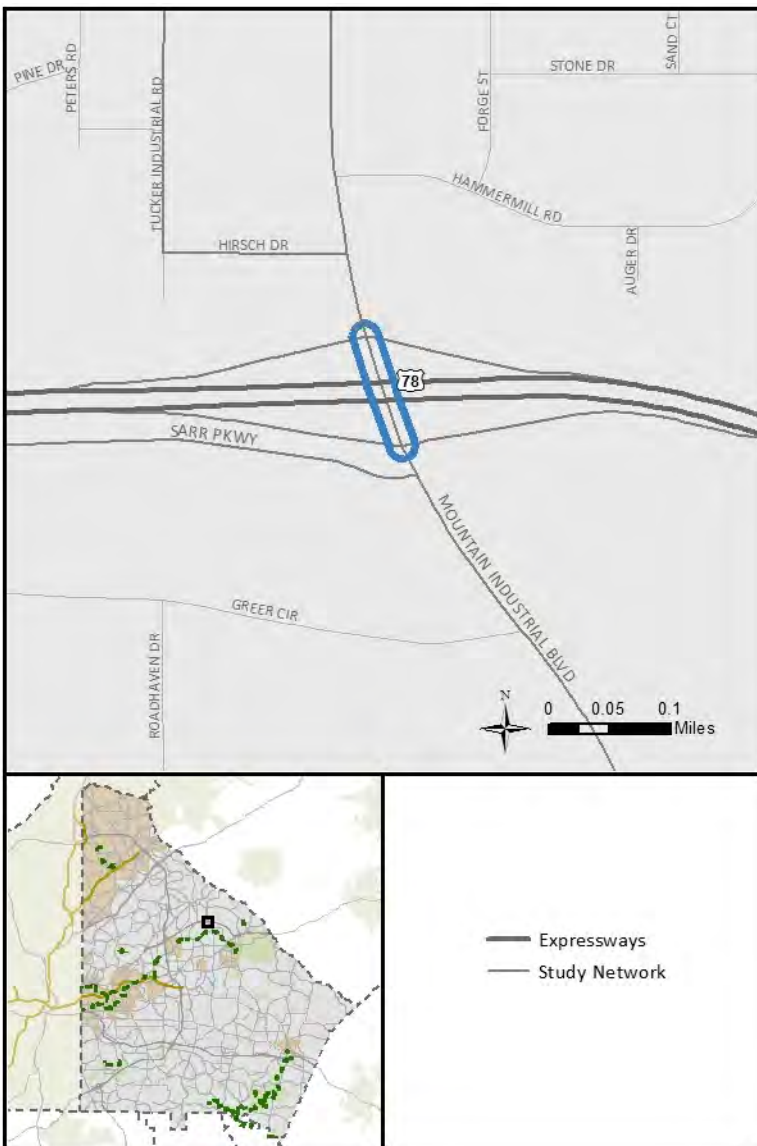 PINE DR
PETERS RD
TUCKER INDUSTRIAL RD
FORGE ST
STONE DR
SAND CT
HAMMERMILL RD
HIRSCH DR
AUGER DR
78
SARR PKWY
MOUNTAIN INDUSTRIAL BLVD
GREER CIR
ROADHAVEN DR
N
0 0.05 0.1
Miles
Expressways
Study Network